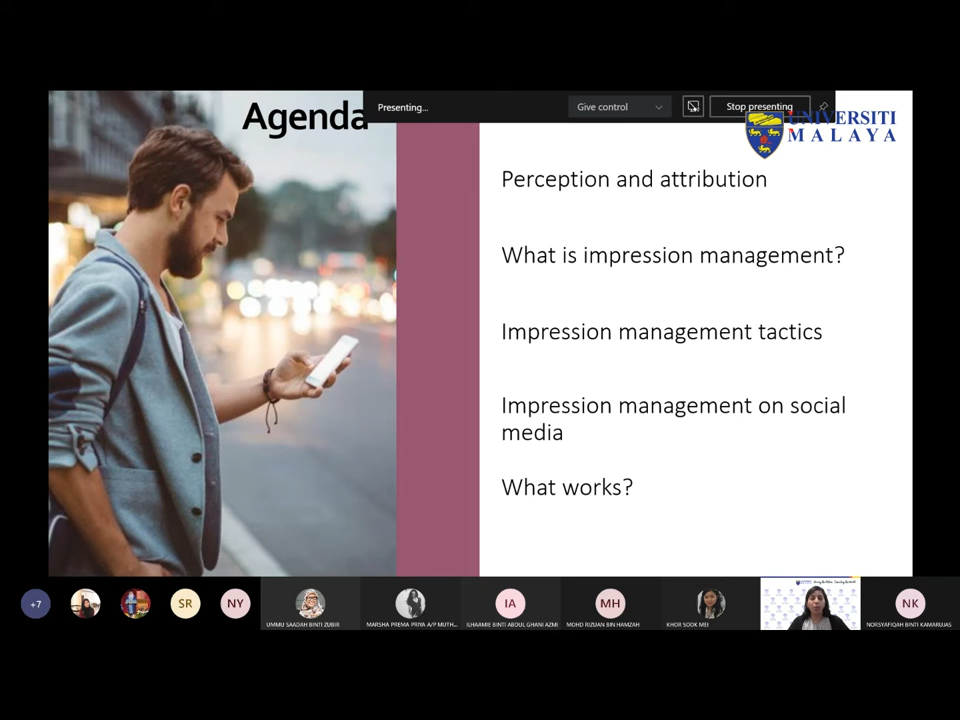 Agenda
Presenting...
Give control
Stop presenting
UNIVERSITI
MALAYA
Perception and attribution
What is impression management?
Impression management tactics
Impression management on social
media
What works?
+7
SR
NY
UMMU SAADAH BINTI ZUBIR
MARSHA PREMA PRIYA A/P MUTH...
IA
ILHAAMIE BINTI ABDUL GHANI AZMI
MH
MOHD RIZUAN BIN HAMZAH
KHOR SOOK MEI
NK
NORSYAFIQAH BINTI KAMARUJAS